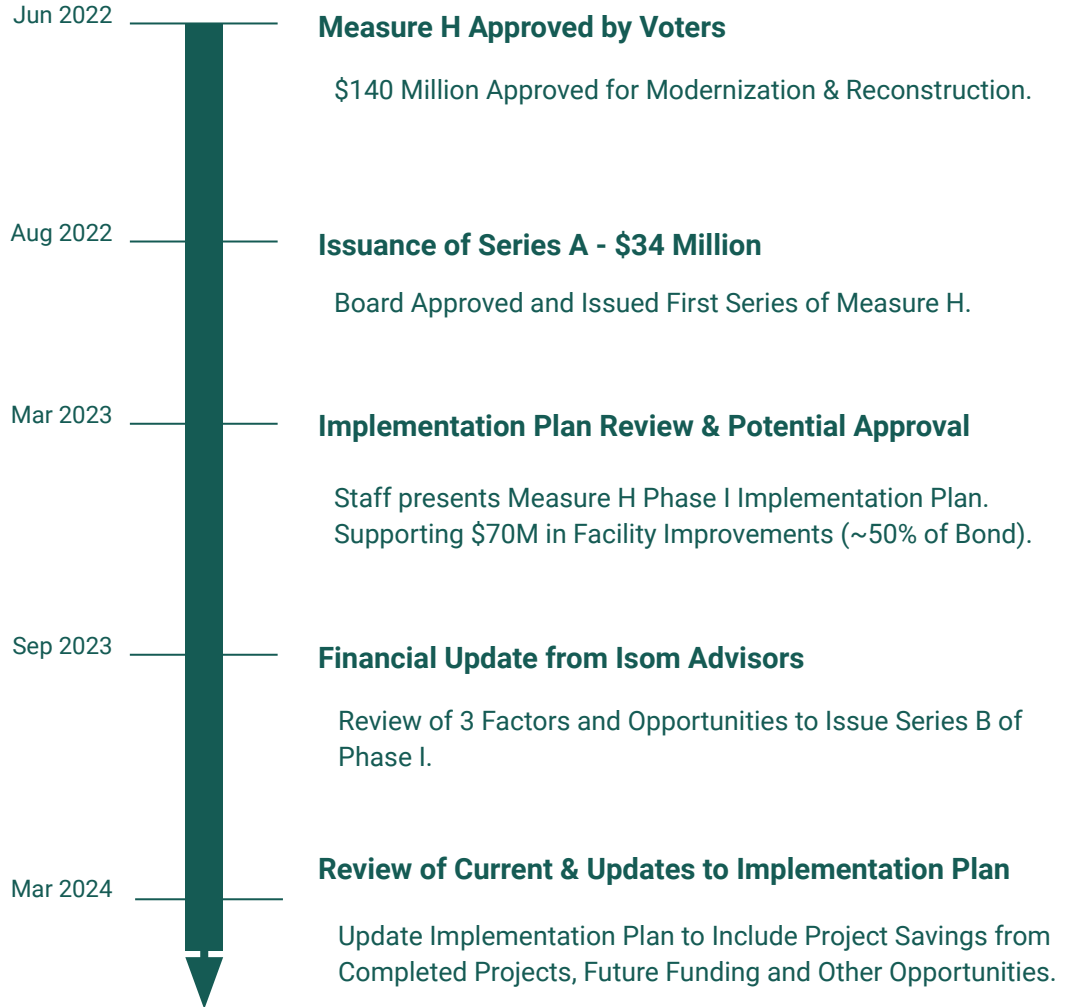 Jun 2022
Measure H Approved by Voters
$140 Million Approved for Modernization & Reconstruction.
Aug 2022
Issuance of Series A - $34 Million
Board Approved and Issued First Series of Measure H.
Mar 2023
Implementation Plan Review & Potential Approval
Staff presents Measure H Phase I Implementation Plan.
Supporting $70M in Facility Improvements (~50% of Bond).
Sep 2023
Financial Update from Isom Advisors
Review of 3 Factors and Opportunities to Issue Series B of
Phase I.
Mar 2024
Review of Current & Updates to Implementation Plan
Update Implementation Plan to Include Project Savings from
Completed Projects, Future Funding and Other Opportunities.